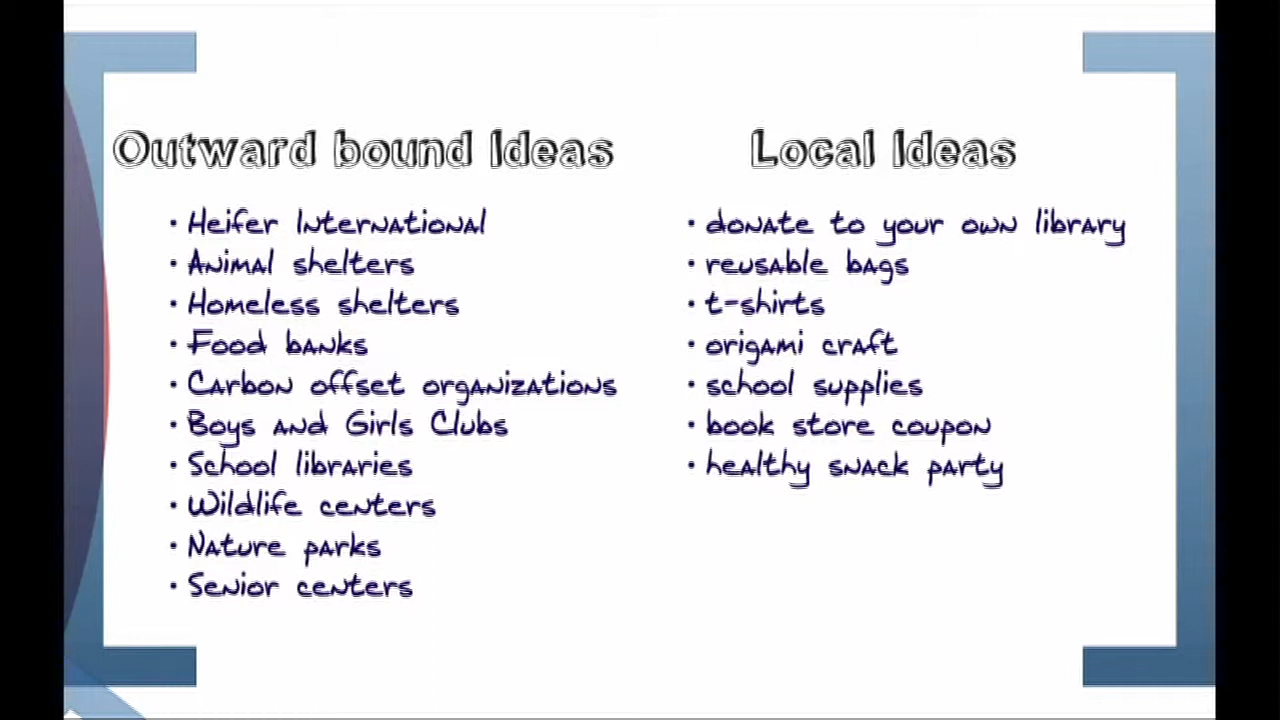 Outward bound Ideas
• Heifer International
• Animal shelters
• Homeless shelters
• Food banks
• Carbon offset organizations
• Boys and Girls Clubs
• School libraries
• Wildlife centers
• Nature parks
• Senior centers
Local Ideas
• donate to your own library
• reusable bags
• t-shirts
• origami craft
• school supplies
• book store coupon
• healthy snack party